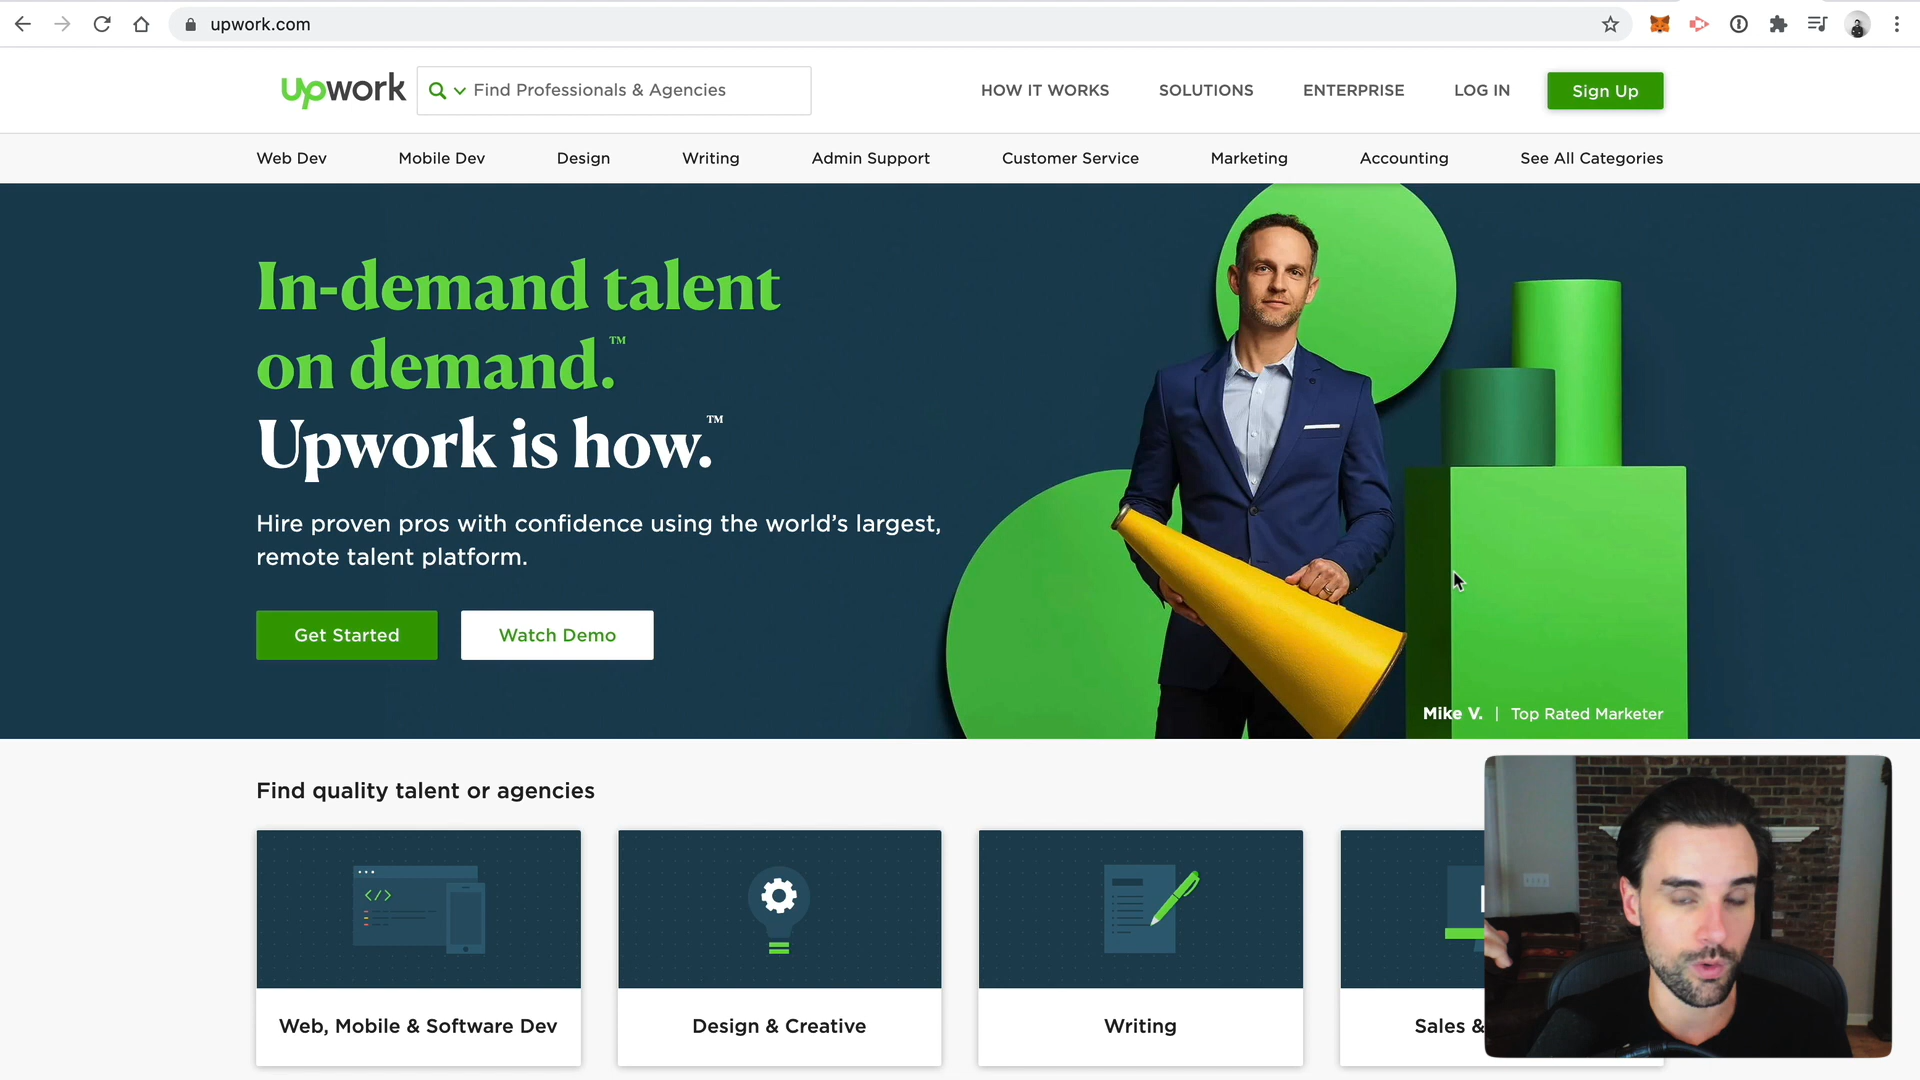 upwork.com
upwork
Find Professionals & Agencies
HOW IT WORKS
SOLUTIONS
ENTERPRISE
LOG IN
Sign Up
Web Dev
Mobile Dev
Design
Writing
Admin Support
Customer Service
Marketing
Accounting
See All Categories
In-demand talent
on demand.™
Upwork is how.™
Hire proven pros with confidence using the world’s largest,
remote talent platform.
Get Started
Watch Demo
Mike V. | Top Rated Marketer
Find quality talent or agencies
</>
Web, Mobile & Software Dev
Design & Creative
Writing
Sales &